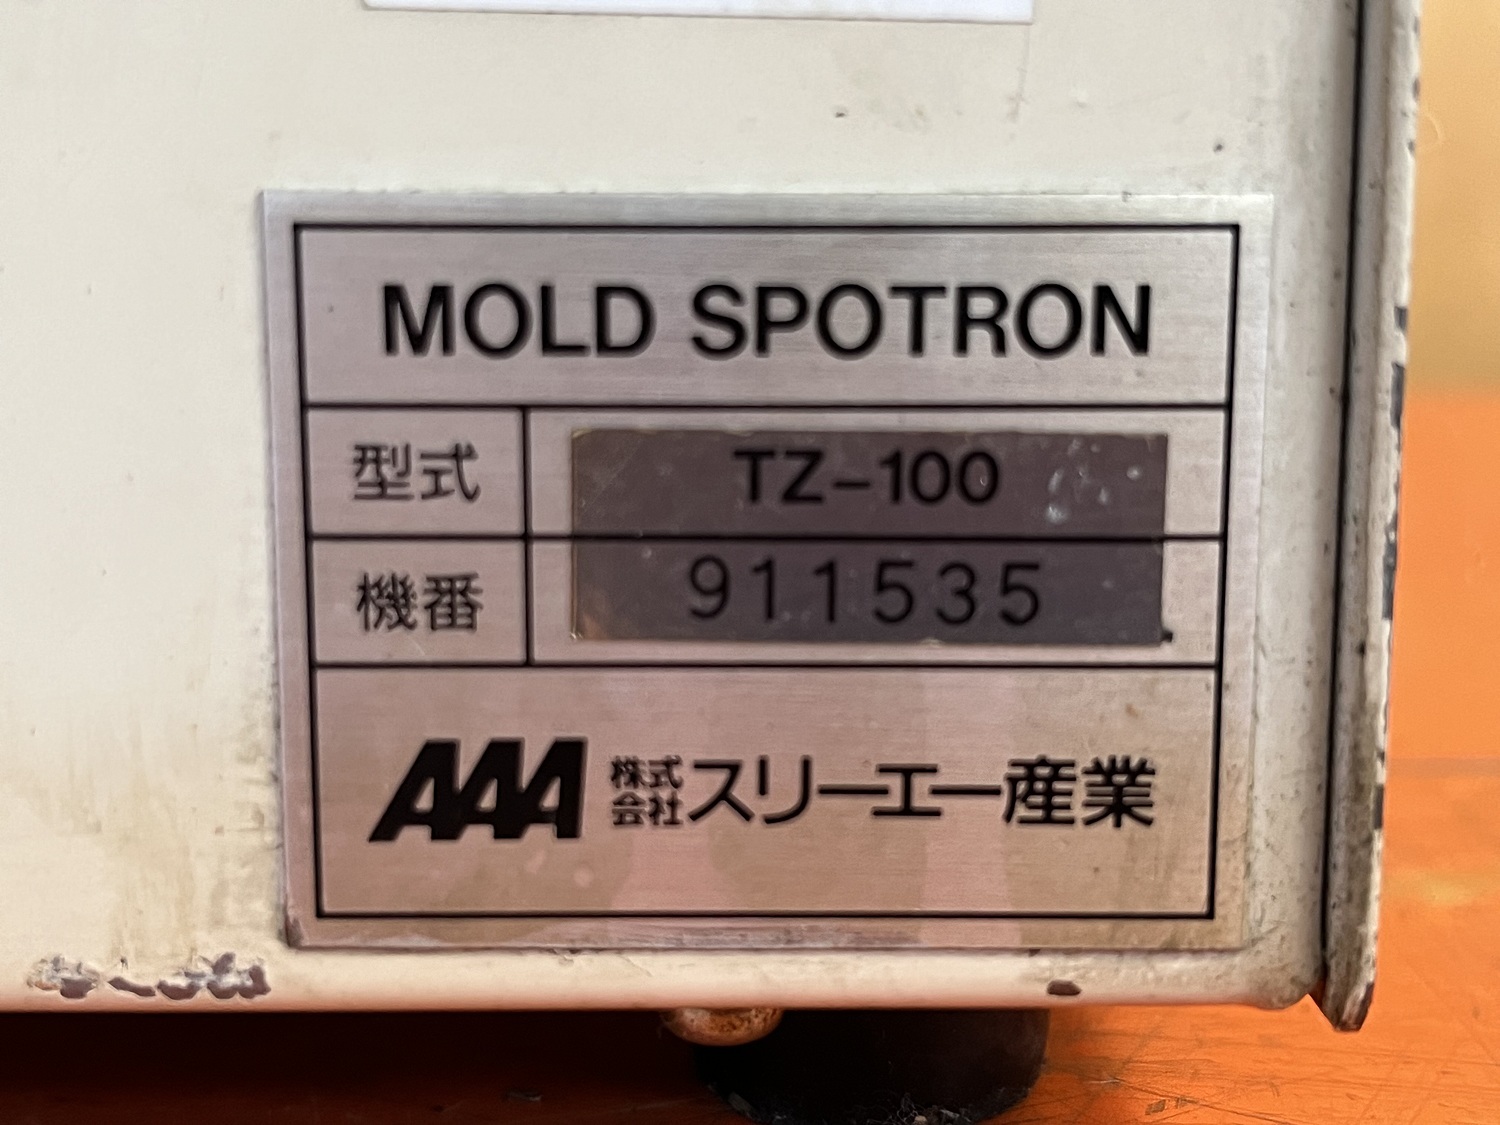 MOLD SPOTRON
型式 TZ-100
機番 911535
AAA 株式会社スリーエー産業